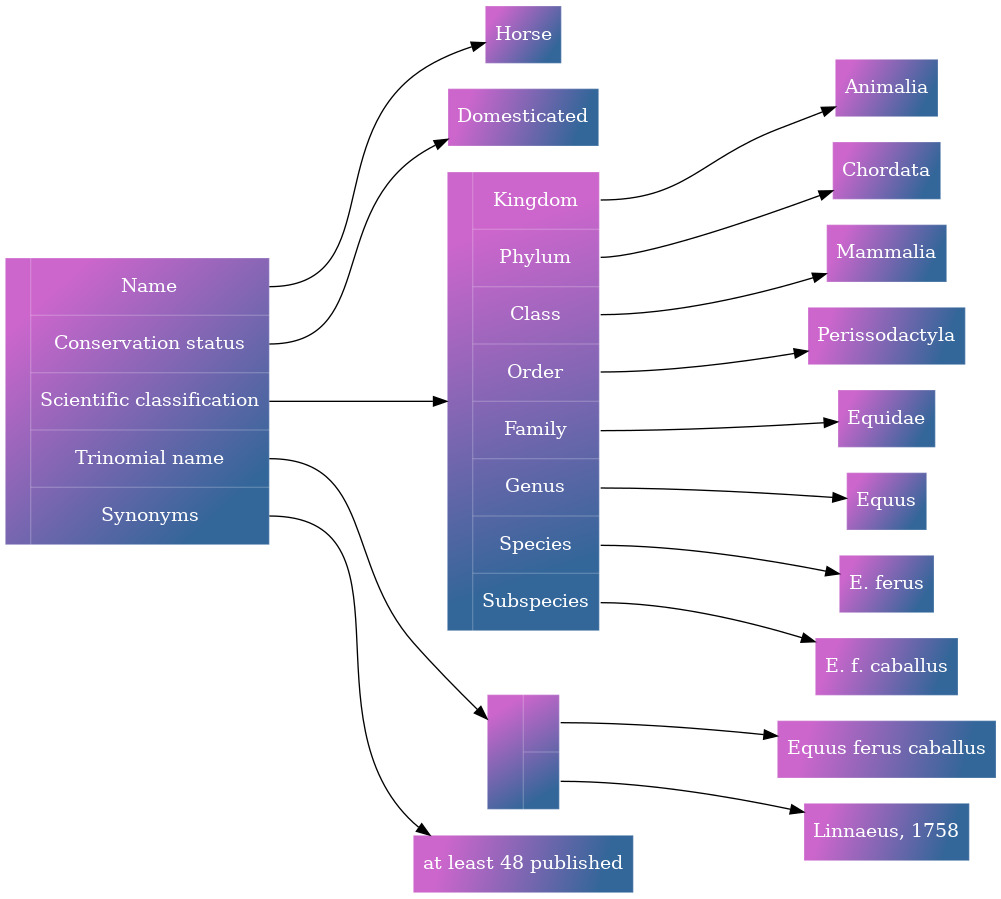 Name
Conservation status
Scientific classification
Trinomial name
Synonyms
Horse
Domesticated
Kingdom
Phylum
Class
Order
Family
Genus
Species
Subspecies
at least 48 published
Animalia
Chordata
Mammalia
Perissodactyla
Equidae
Equus
E. ferus
E. f. caballus
Equus ferus caballus
Linnaeus, 1758